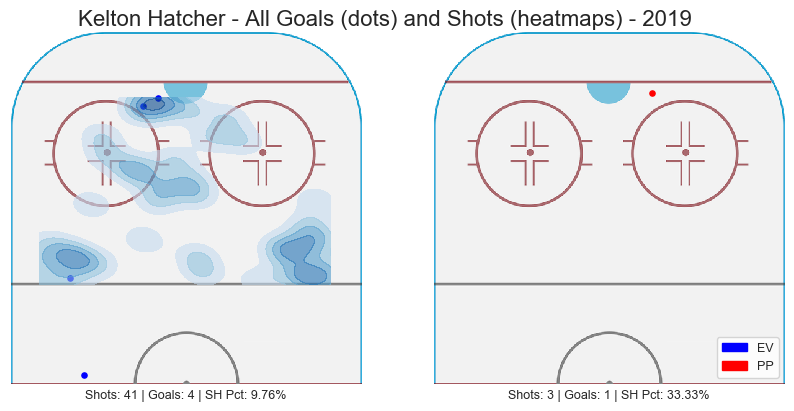 Kelton Hatcher - All Goals (dots) and Shots (heatmaps) - 2019
EV
PP
Shots: 41 | Goals: 4 | SH Pct: 9.76%
Shots: 3 | Goals: 1 | SH Pct: 33.33%